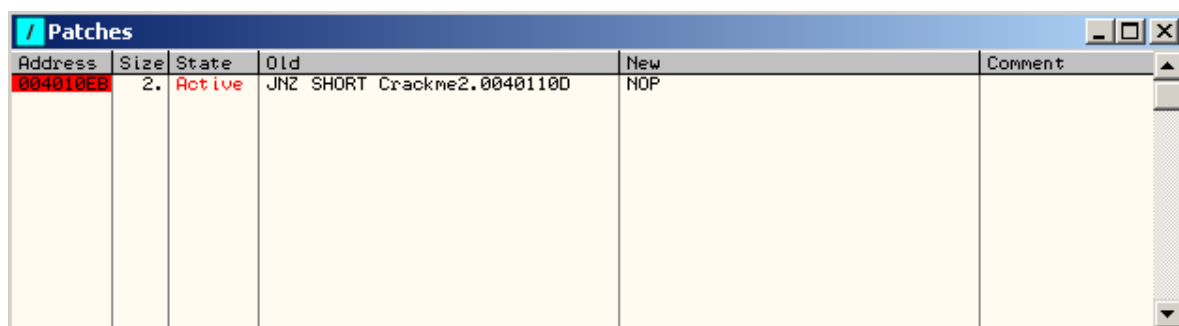 / Patches
Address Size State Old New Comment
004010EB 2. Active JNZ SHORT Crackme2.0040110D NOP